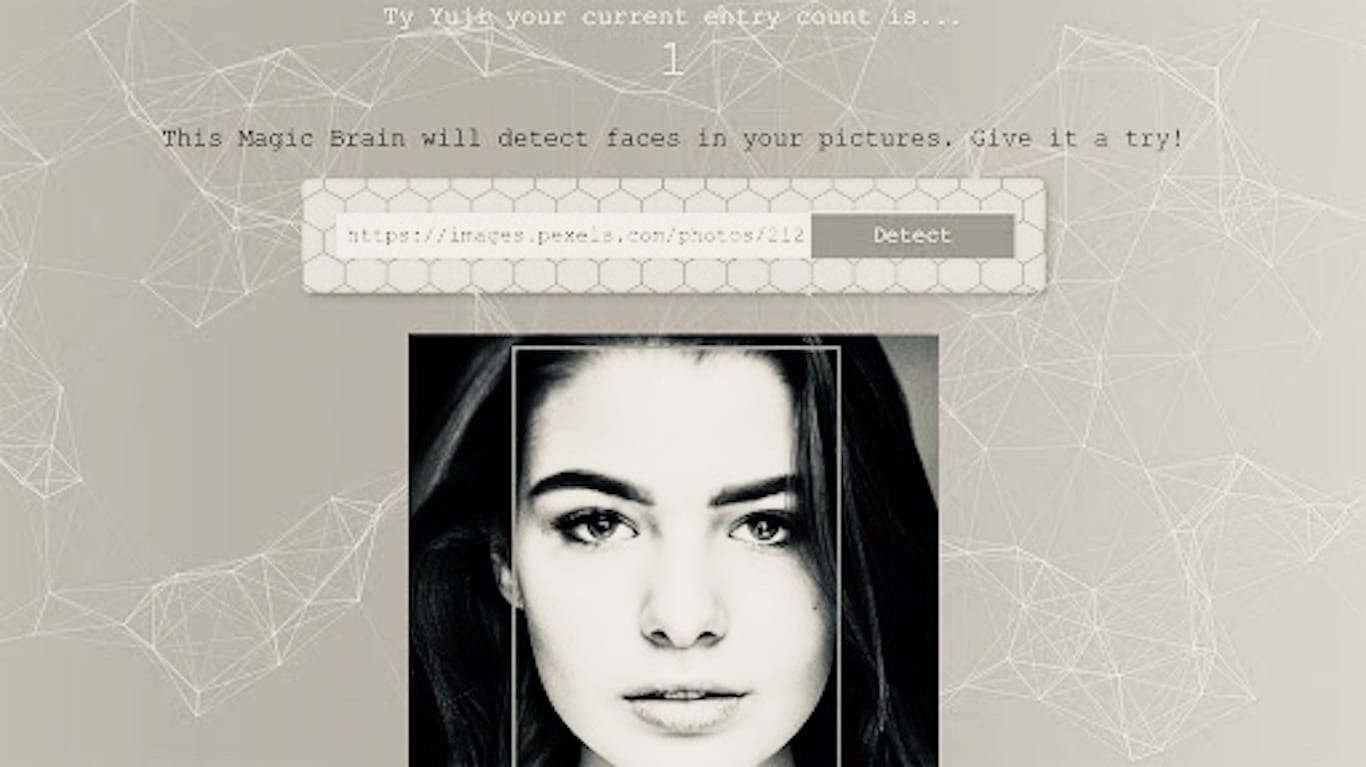 Ty Yuji your current entry count is...
1
This Magic Brain will detect faces in your pictures. Give it a try!
https://images.pexels.com/photos/212
Detect